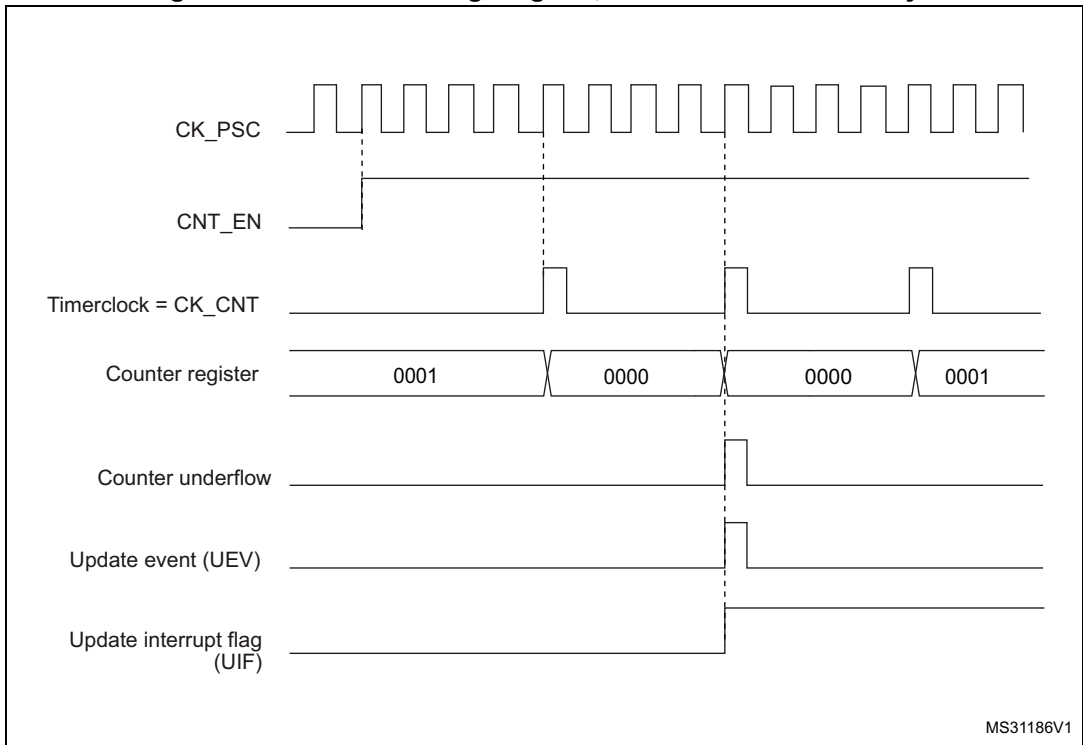 CK_PSC
CNT_EN
Timerclock = CK_CNT
Counter register
0001 0000 0000 0001
Counter underflow
Update event (UEV)
Update interrupt flag
(UIF)
MS31186V1